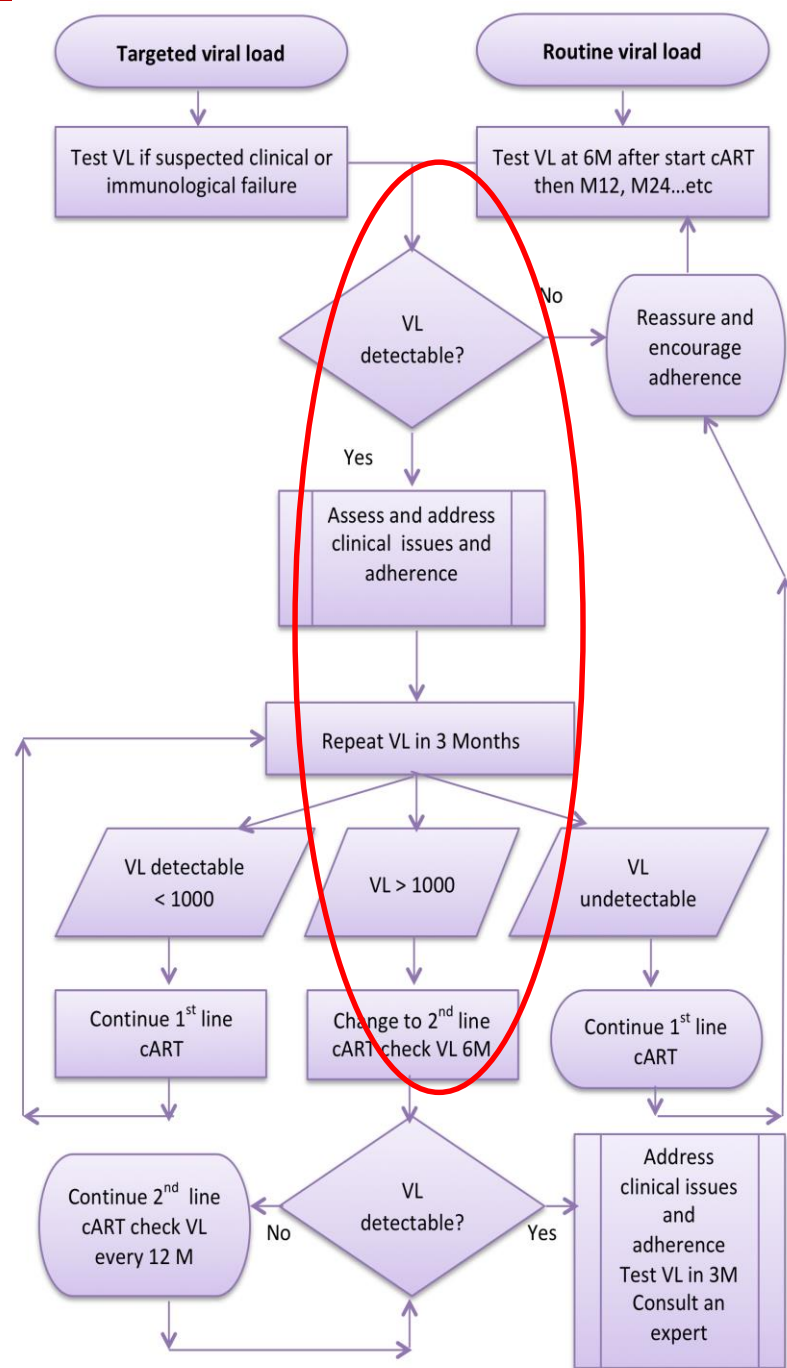 Targeted viral load
Routine viral load
Test VL if suspected clinical or
immunological failure
Test VL at 6M after start cART
then M12, M24...etc
VL
detectable?
No
Reassure and
encourage
adherence
Yes
Assess and address
clinical issues and
adherence
Repeat VL in 3 Months
VL detectable
< 1000
VL > 1000
VL
undetectable
Continue 1st line
cART
Change to 2nd line
cART check VL 6M
Continue 1st line
cART
Continue 2nd line
cART check VL
every 12 M
No
VL
detectable?
Yes
Address
clinical issues
and
adherence
Test VL in 3M
Consult an
expert